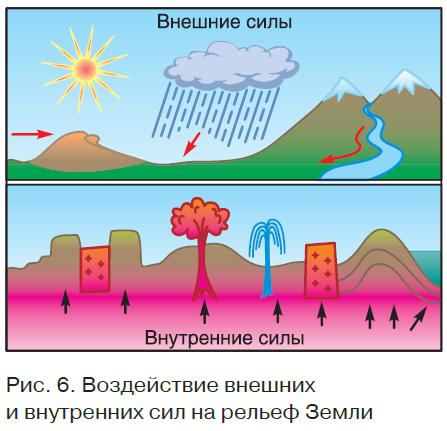 Внешние силы
Внутренние силы
Рис. 6. Воздействие внешних
и внутренних сил на рельеф Земли